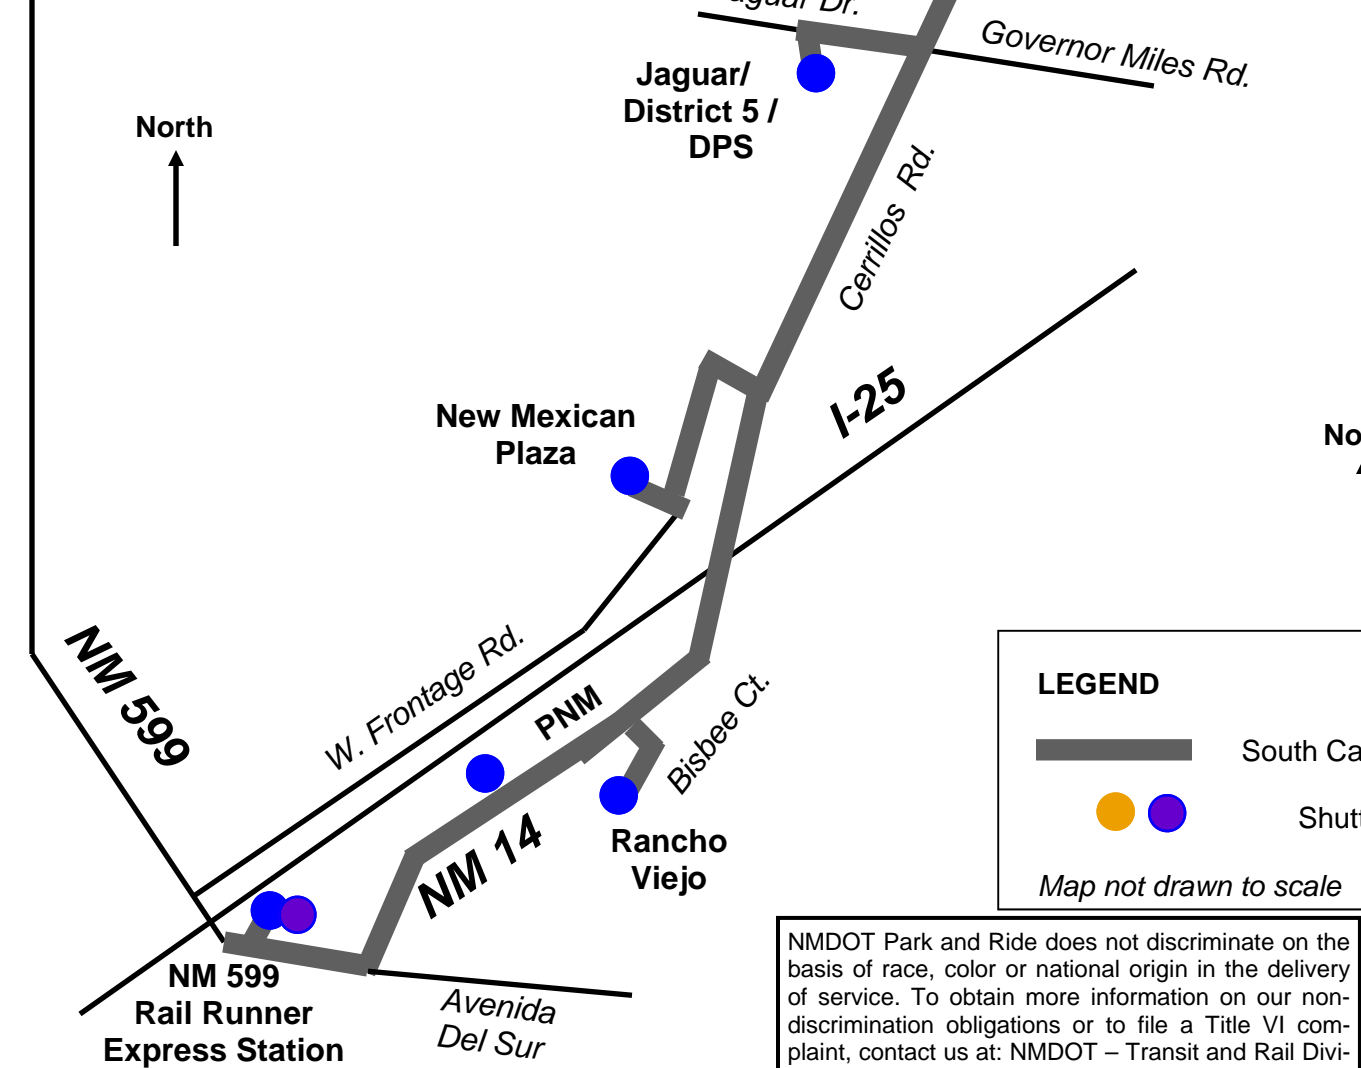 Dr.
Governor Miles Rd.
Jaguar/
District 5 /
DPS
North
Cerrillos Rd.
I-25
New Mexican
Plaza
NM 599
W. Frontage Rd.
PNM
Bisbee Ct.
NM 14
Rancho
Viejo
NM 599
Rail Runner
Express Station
Avenida
Del Sur
LEGEND
South
Map not drawn to scale
NMDOT Park and Ride does not discriminate on the
basis of race, color or national origin in the delivery
of service. To obtain more information on our non-
discrimination obligations or to file a Title VI com-
plaint, contact us at: NMDOT – Transit and Rail Divi-